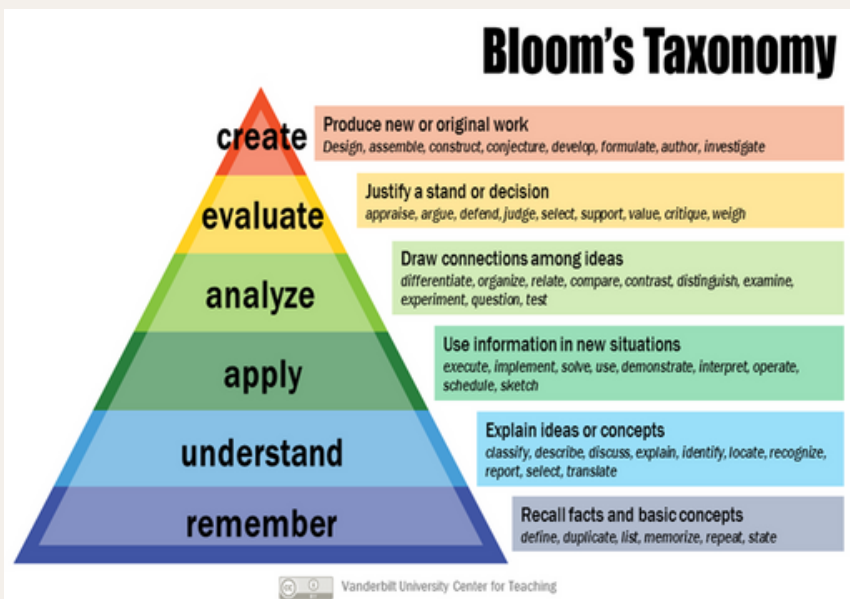 Bloom's Taxonomy
create
Produce new or original work
Design, assemble, construct, conjecture, develop, formulate, author, investigate
evaluate
Justify a stand or decision
appraise, argue, defend, judge, select, support, value, critique, weigh
analyze
Draw connections among ideas
differentiate, organize, relate, compare, contrast, distinguish, examine,
experiment, question, test
apply
Use information in new situations
execute, implement, solve, use, demonstrate, interpret, operate,
schedule, sketch
understand
Explain ideas or concepts
classify, describe, discuss, explain, identify, locate, recognize,
report, select, translate
remember
Recall facts and basic concepts
define, duplicate, list, memorize, repeat, state
cc
Vanderbilt University Center for Teaching